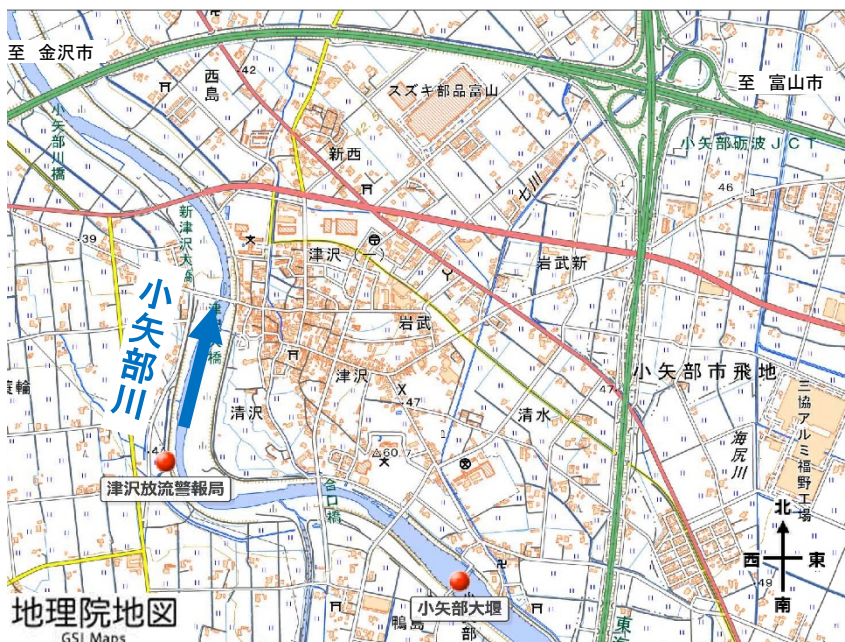 至 金沢市
西島
42
スズキ部品富山
至 富山市
小矢部砺波JCT
小矢部川橋
新西
七川
46
39
新津沢大橋
津沢(一)
岩武新
小矢部川
岩武
津沢
47
47
小矢部市飛地
清沢
清水
三協アルミ福野工場
海尻川
60.7
津沢放流警報局
合口橋
北
西 東
南
49
小矢部大堰
地理院地図
GSI Maps
鴨島
部
東海